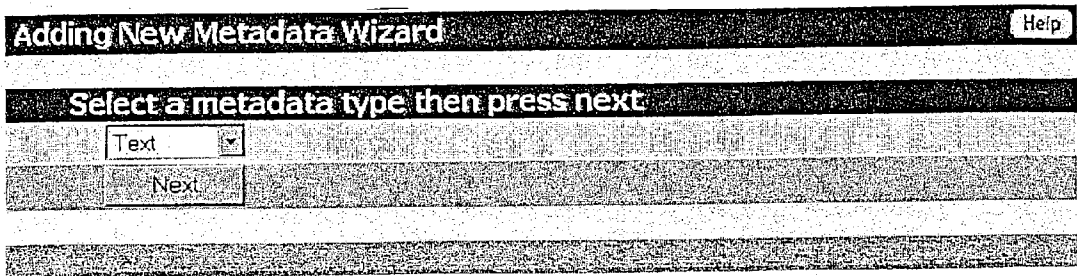 Adding New Metadata Wizard
Help
Select a metadata type then press next
Text
Next